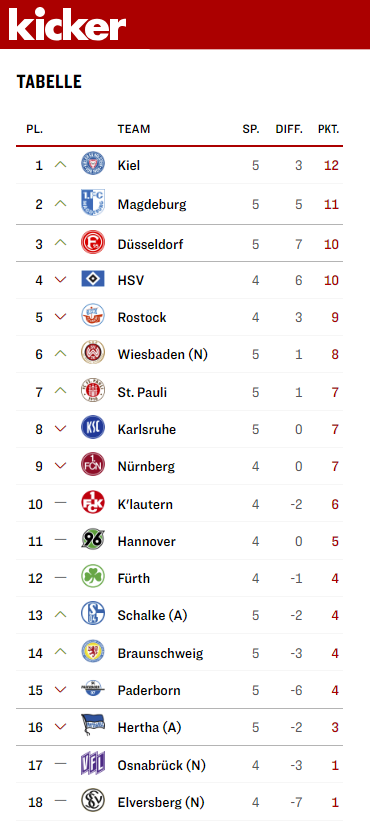 kicker
TABELLE
PL. TEAM SP. DIFF. PKT.
1 Kiel 5 3 12
2 Magdeburg 5 5 11
3 Düsseldorf 5 7 10
4 HSV 4 6 10
5 Rostock 4 3 9
6 Wiesbaden (N) 5 1 8
7 St. Pauli 5 1 7
8 Karlsruhe 5 0 7
9 Nürnberg 4 0 7
10 K'lautern 4 -2 6
11 Hannover 4 0 5
12 Fürth 4 -1 4
13 Schalke (A) 5 -2 4
14 Braunschweig 5 -3 4
15 Paderborn 5 -6 4
16 Hertha (A) 5 -2 3
17 Osnabrück (N) 4 -3 1
18 Elversberg (N) 4 -7 1